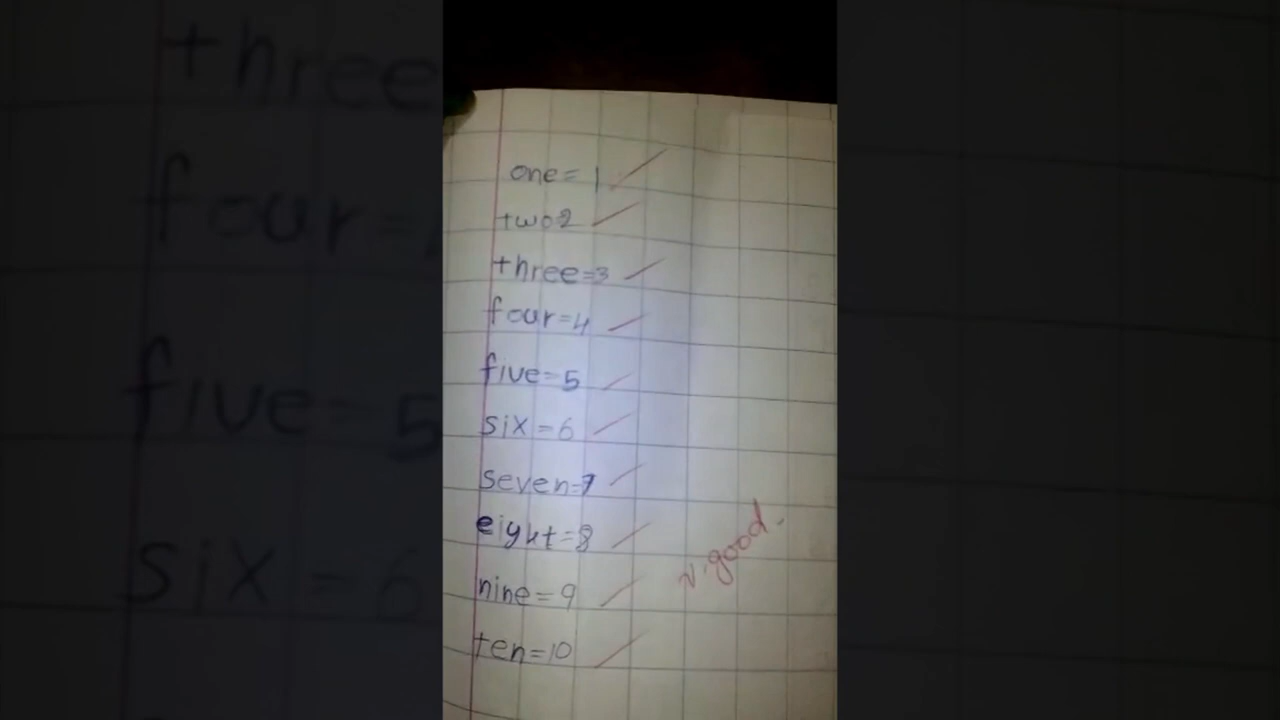 one = 1
two 2
three = 3
four = 4
five = 5
six = 6
seven = 7
eight = 8
nine = 9
v. good.
ten = 10